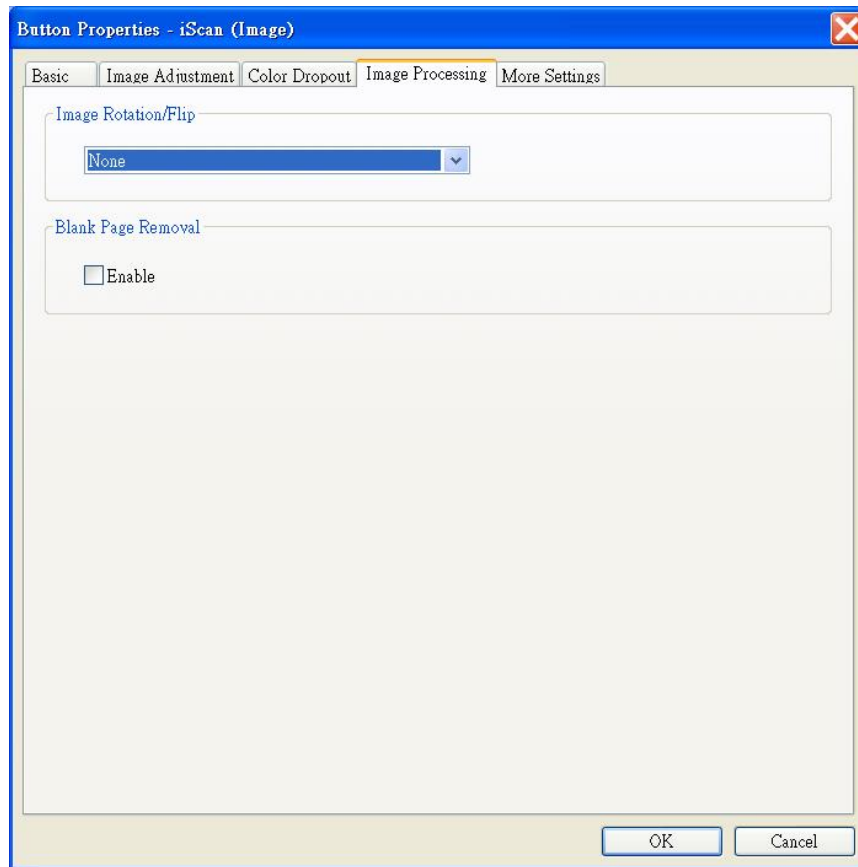 Button Properties - iScan (Image)
Basic Image Adjustment Color Dropout Image Processing More Settings
Image Rotation/Flip
None
Blank Page Removal
Enable
OK Cancel